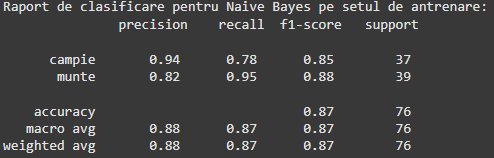 Raport de clasificare pentru Naive Bayes pe setul de antrenare:
precision recall f1-score support
campie 0.94 0.78 0.85 37
munte 0.82 0.95 0.88 39
accuracy 0.87 76
macro avg 0.88 0.87 0.87 76
weighted avg 0.88 0.87 0.87 76